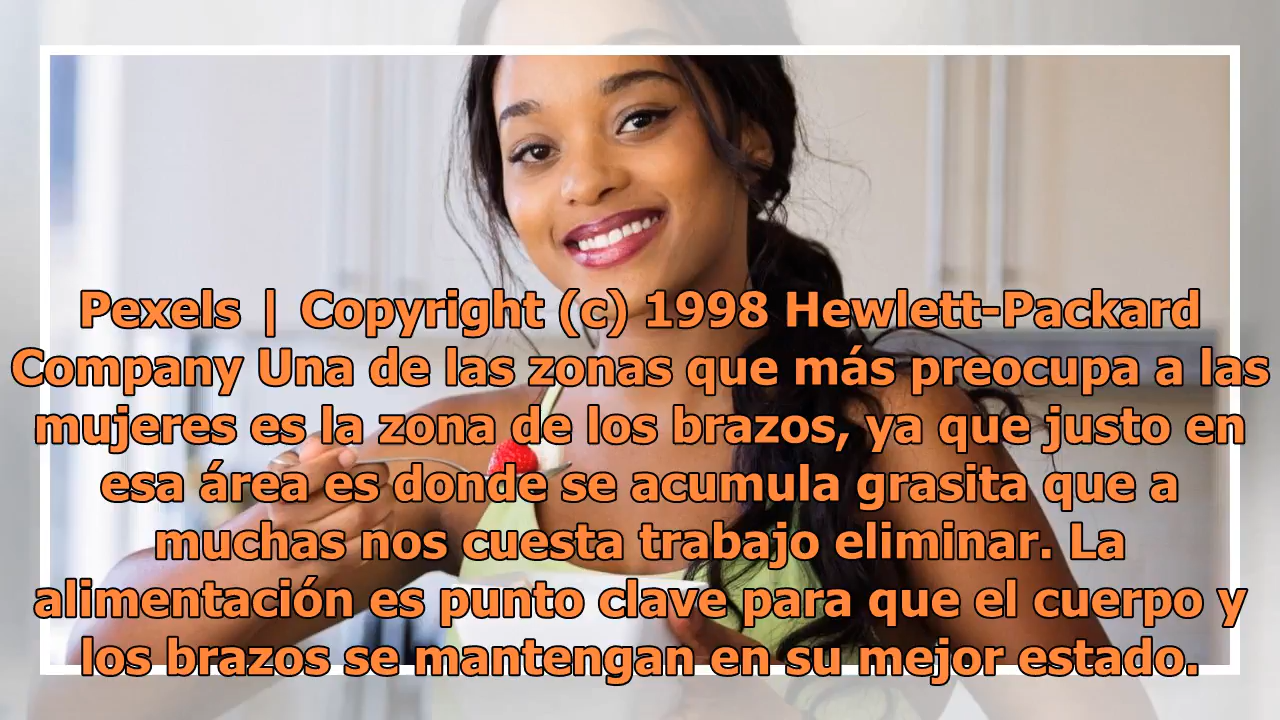 Pexels | Copyright (c) 1998 Hewlett-Packard
Company Una de las zonas que más preocupa a las
mujeres es la zona de los brazos, ya que justo en
esa área es donde se acumula grasita que a
muchas nos cuesta trabajo eliminar. La
alimentación es punto clave para que el cuerpo y
los brazos se mantengan en su mejor estado.